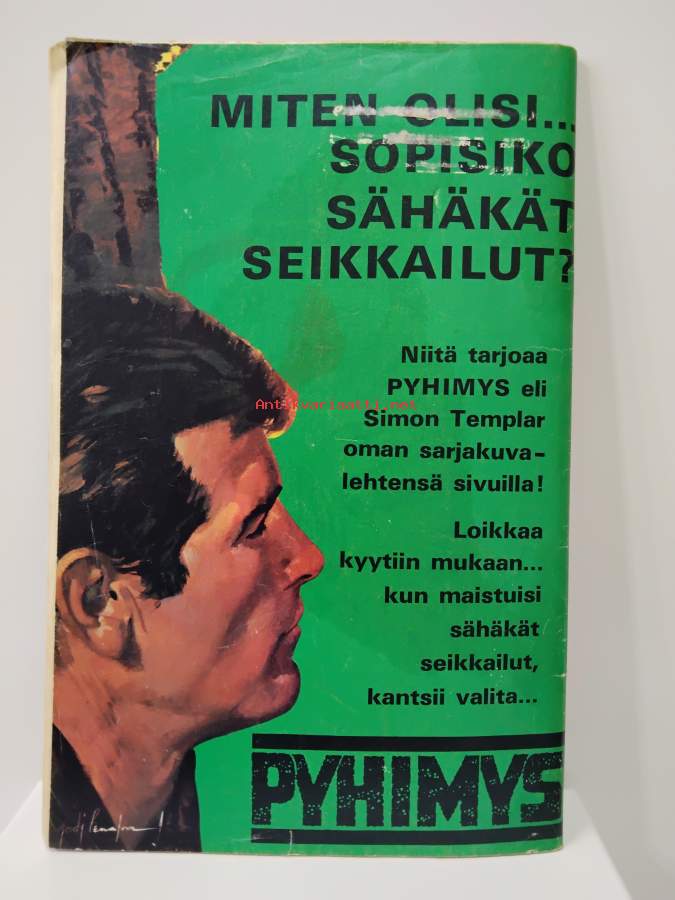 MITEN OLISI...
SOPISIKO
SÄHÄKÄT
SEIKKAILUT?
Niitä tarjoaa
PYHIMYS eli
Antikvariaatti.net
Simon Templar
oman sarjakuva-
lehtensä sivuilla!
Loikkaa
kyytiin mukaan...
kun maistuisi
sähäkät
seikkailut,
kantsii valita...
PYHIMYS